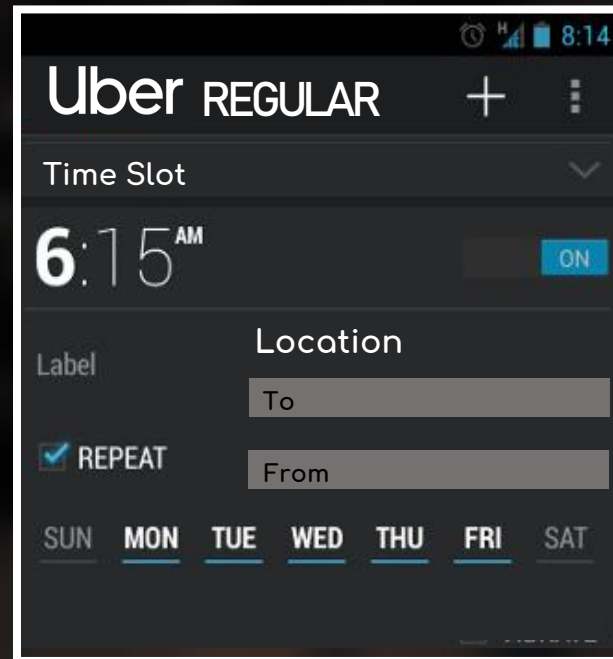 H 8:14
Uber REGULAR
Time Slot
6:15 AM
ON
Location
Label
To
REPEAT
From
SUN MON TUE WED THU FRI SAT